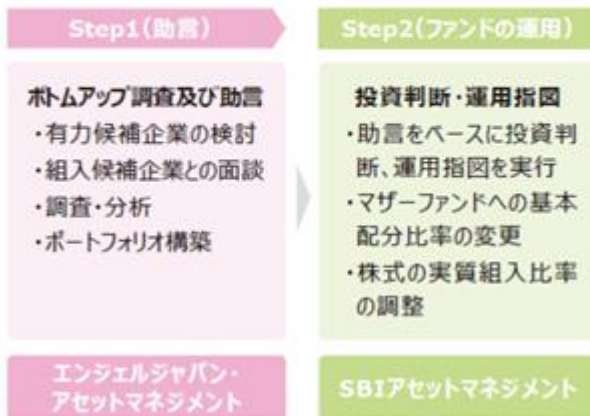 Step1(助言)
ボトムアップ調査及び助言
・有力候補企業の検討
・組入候補企業との面談
・調査・分析
・ポートフォリオ構築
エンジェルジャパン・
アセットマネジメント
Step2(ファンドの運用)
投資判断・運用指図
・助言をベースに投資判
断、運用指図を実行
・マザーファンドへの基本
配分比率の変更
・株式の実質組入比率
の調整
SBIアセットマネジメント